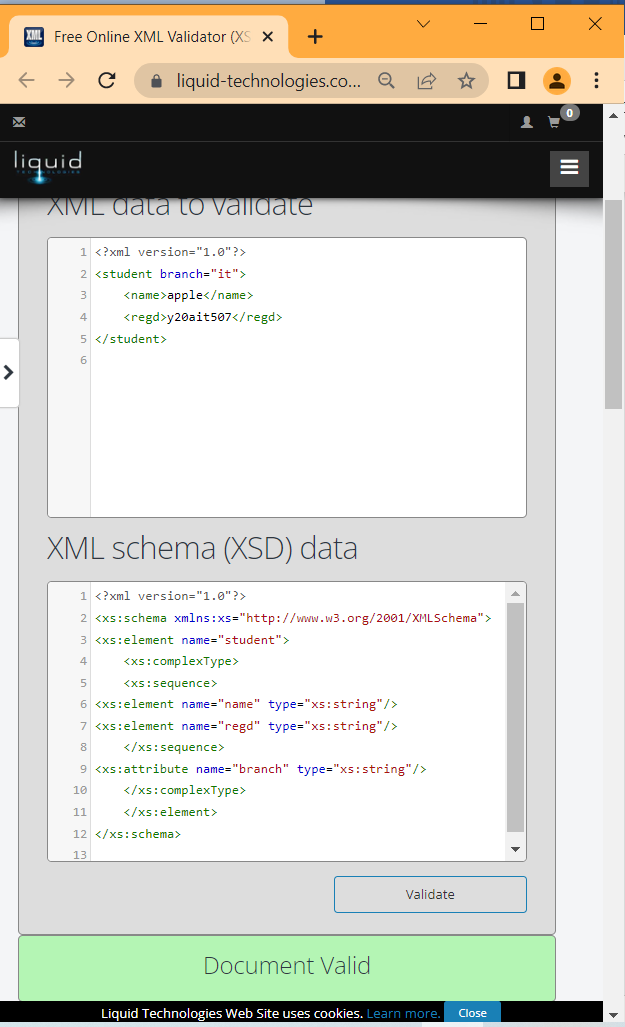 Free Online XML Validator (XS
liquid-technologies.co...
0
liquid
TECHNOLOGIES
XML data to validate
1 <?xml version="1.0"?>
2 <student branch="it">
3 <name>apple</name>
4 <regd>y20ait507</regd>
5 </student>
6
XML schema (XSD) data
1 <?xml version="1.0"?>
2 <xs:schema xmlns:xs="http://www.w3.org/2001/XMLSchema">
3 <xs:element name="student">
4 <xs:complexType>
5 <xs:sequence>
6 <xs:element name="name" type="xs:string"/>
7 <xs:element name="regd" type="xs:string"/>
8 </xs:sequence>
9 <xs:attribute name="branch" type="xs:string"/>
10 </xs:complexType>
11 </xs:element>
12 </xs:schema>
13
Validate
Document Valid
Liquid Technologies Web Site uses cookies. Learn more. Close